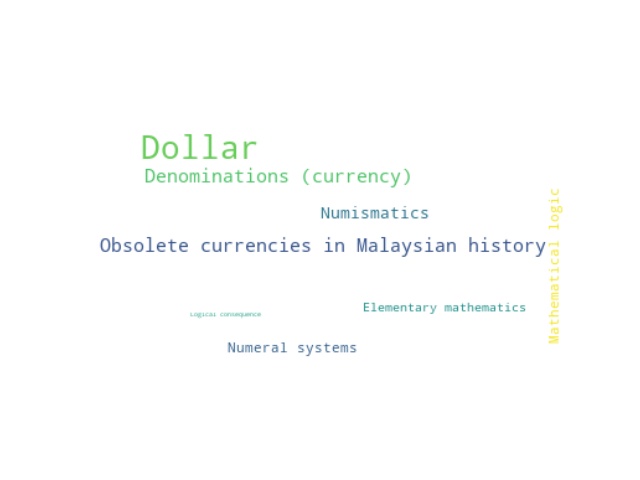 Dollar
Denominations (currency)
Numismatics
Obsolete currencies in Malaysian history
Mathematical logic
Elementary mathematics
Logical consequence
Numeral systems